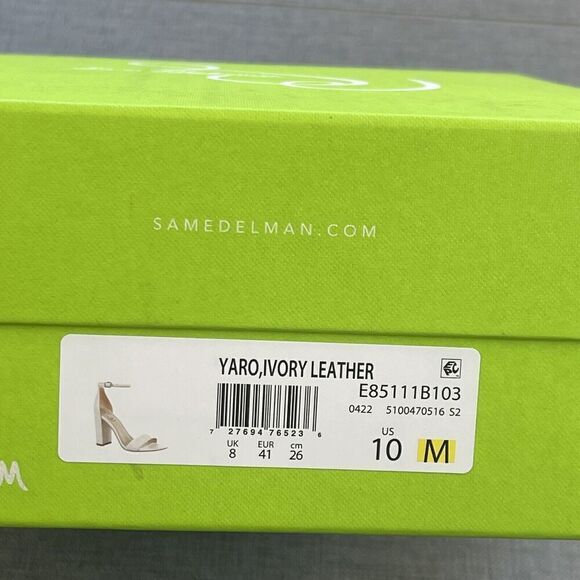 SAMEDELMAN.COM
YARO,IVORY LEATHER
E85111B103
7 27694 76523 6
0422 5100470516 S2
UK EUR cm US
8 41 26 10 M
M